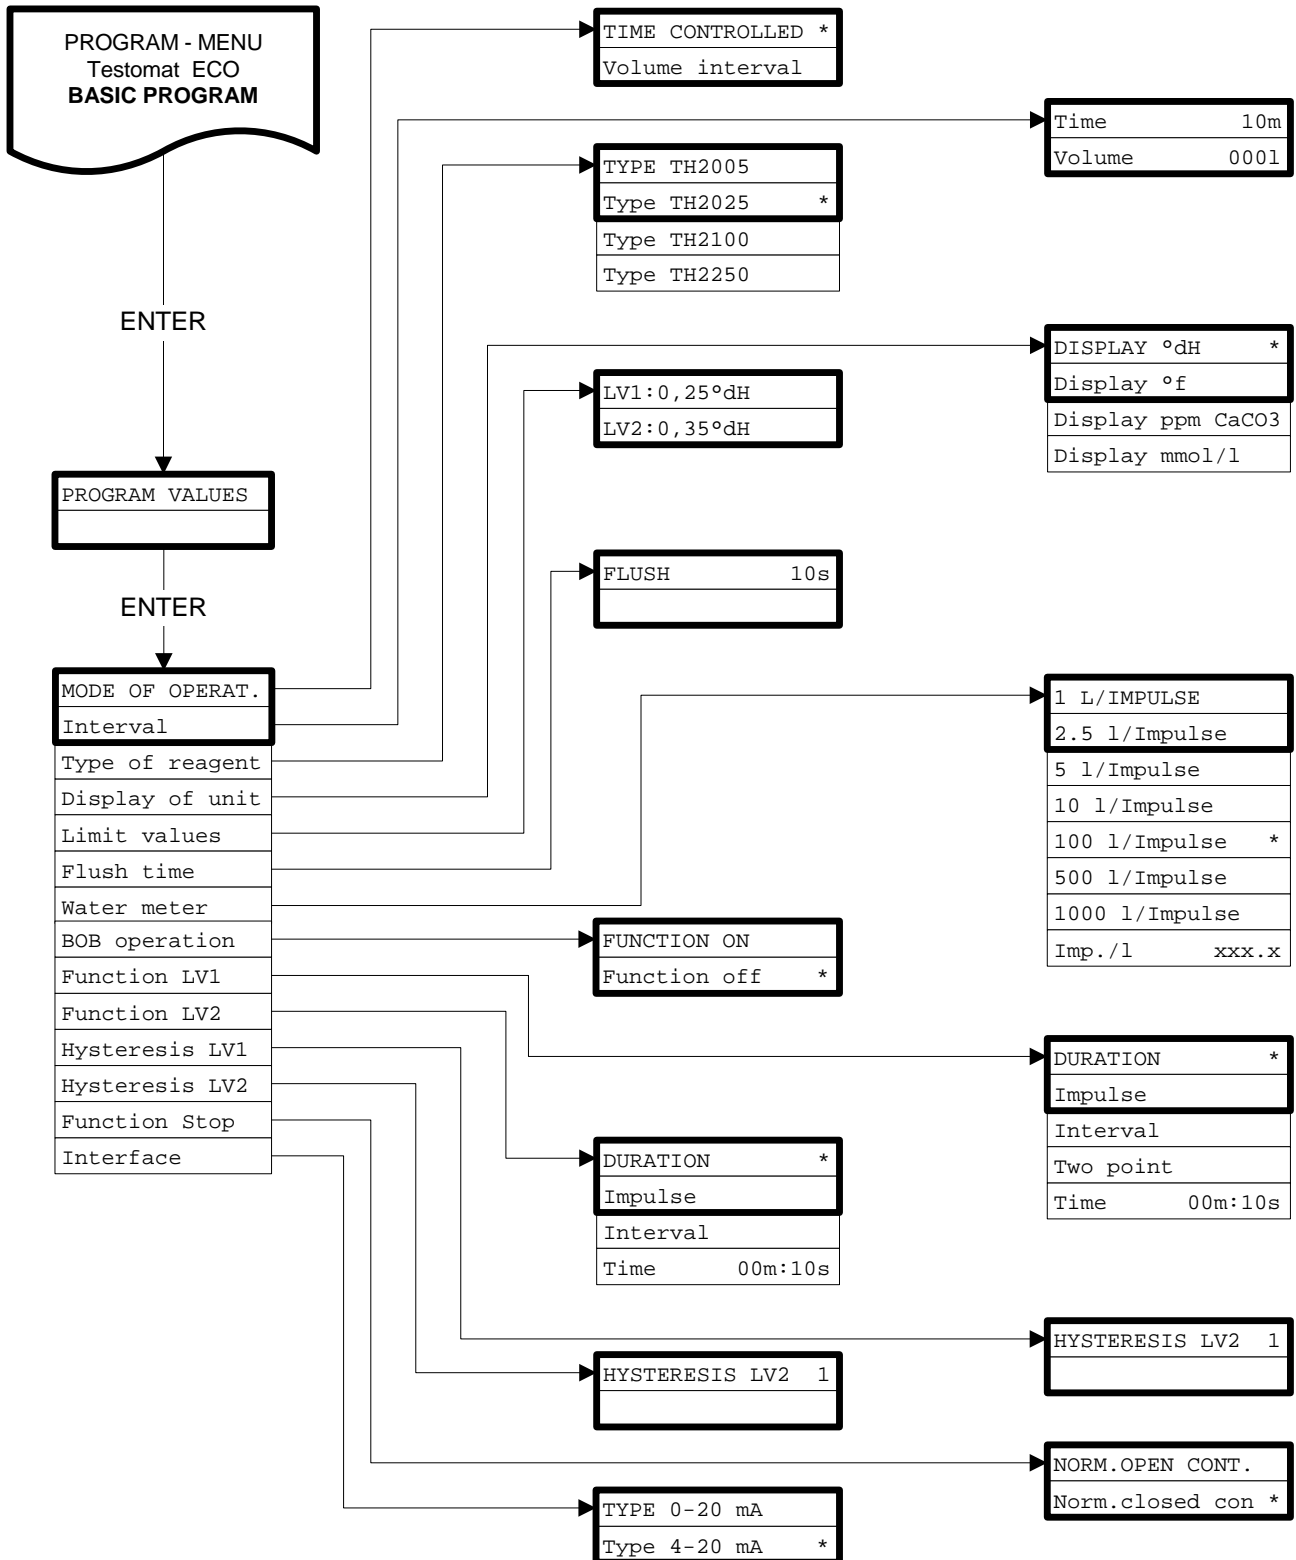 PROGRAM - MENU
Testomat ECO
BASIC PROGRAM
ENTER
PROGRAM VALUES
ENTER
MODE OF OPERAT.
Interval
Type of reagent
Display of unit
Limit values
Flush time
Water meter
BOB operation
Function LV1
Function LV2
Hysteresis LV1
Hysteresis LV2
Function Stop
Interface
TIME CONTROLLED *
Volume interval
TYPE TH2005
Type TH2025 *
Type TH2100
Type TH2250
LV1:0,25°dH
LV2:0,35°dH
FLUSH 10s
FUNCTION ON
Function off *
DURATION *
Impulse
Interval
Time 00m:10s
HYSTERESIS LV2 1
TYPE 0-20 mA
Type 4-20 mA *
Time 10m
Volume 000l
DISPLAY °dH *
Display °f
Display ppm CaCO3
Display mmol/l
1 L/IMPULSE
2.5 l/Impulse
5 l/Impulse
10 l/Impulse
100 l/Impulse *
500 l/Impulse
1000 l/Impulse
Imp./l xxx.x
DURATION *
Impulse
Interval
Two point
Time 00m:10s
HYSTERESIS LV2 1
NORM.OPEN CONT.
Norm.closed con *